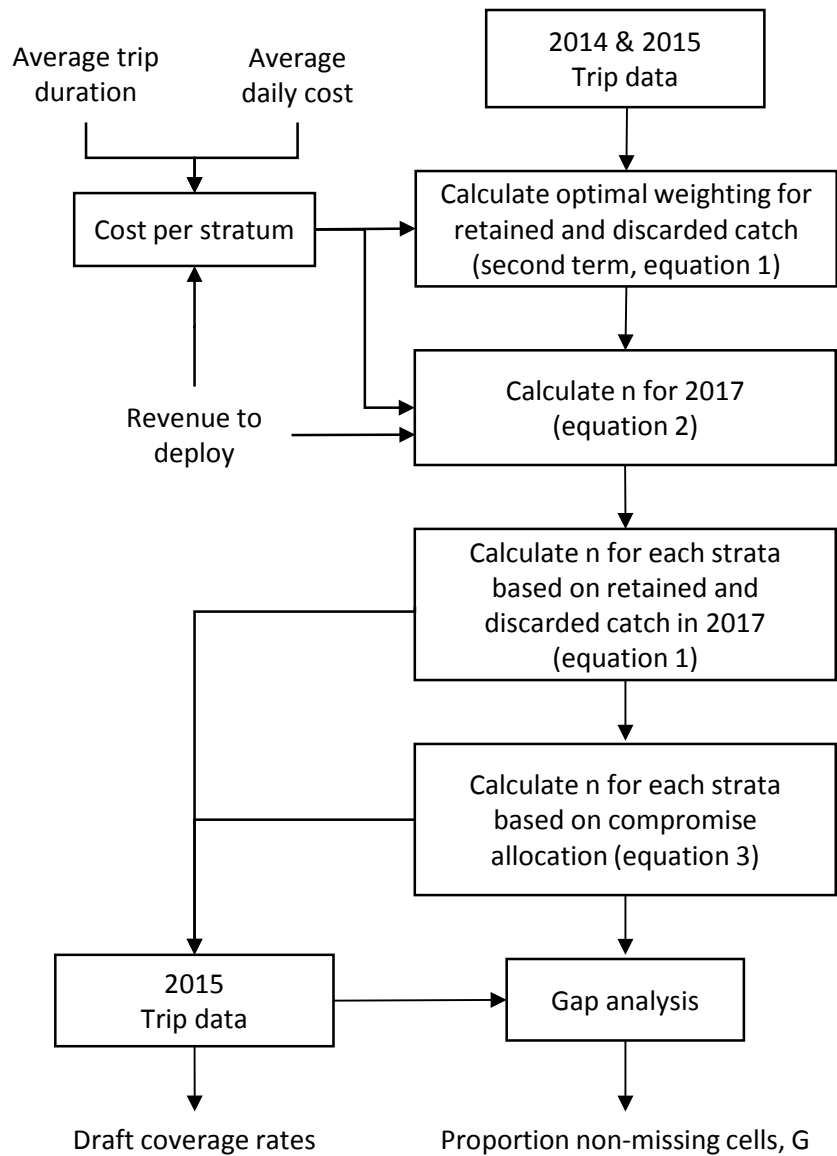 Average trip
duration
Average
daily cost
2014 & 2015
Trip data
Cost per stratum
Calculate optimal weighting for
retained and discarded catch
(second term, equation 1)
Revenue to
deploy
Calculate n for 2017
(equation 2)
Calculate n for each strata
based on retained and
discarded catch in 2017
(equation 1)
Calculate n for each strata
based on compromise
allocation (equation 3)
2015
Trip data
Gap analysis
Draft coverage rates
Proportion non-missing cells, G